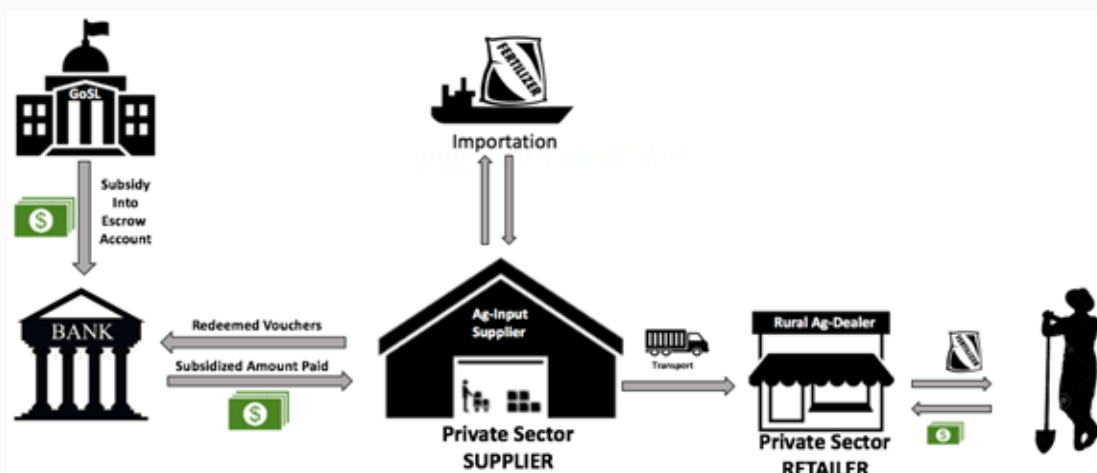 GoSL
Subsidy
Into
Escrow
Account
FERTILIZER
Importation
BANK
Redeemed Vouchers
Subsidized Amount Paid
Ag-Input
Supplier
Private Sector
SUPPLIER
Transport
Rural Ag-Dealer
Private Sector
RETAILER
FERTILIZER